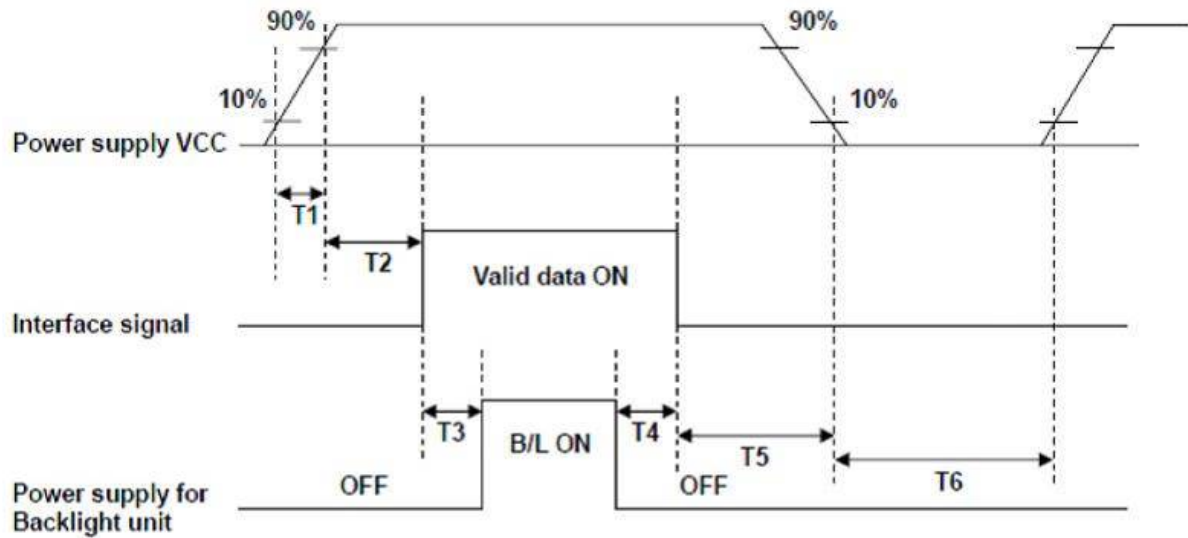 90%
90%
10%
10%
Power supply VCC
T1
T2
Valid data ON
Interface signal
T3
T4
B/L ON
T5
T6
OFF
OFF
Power supply for
Backlight unit